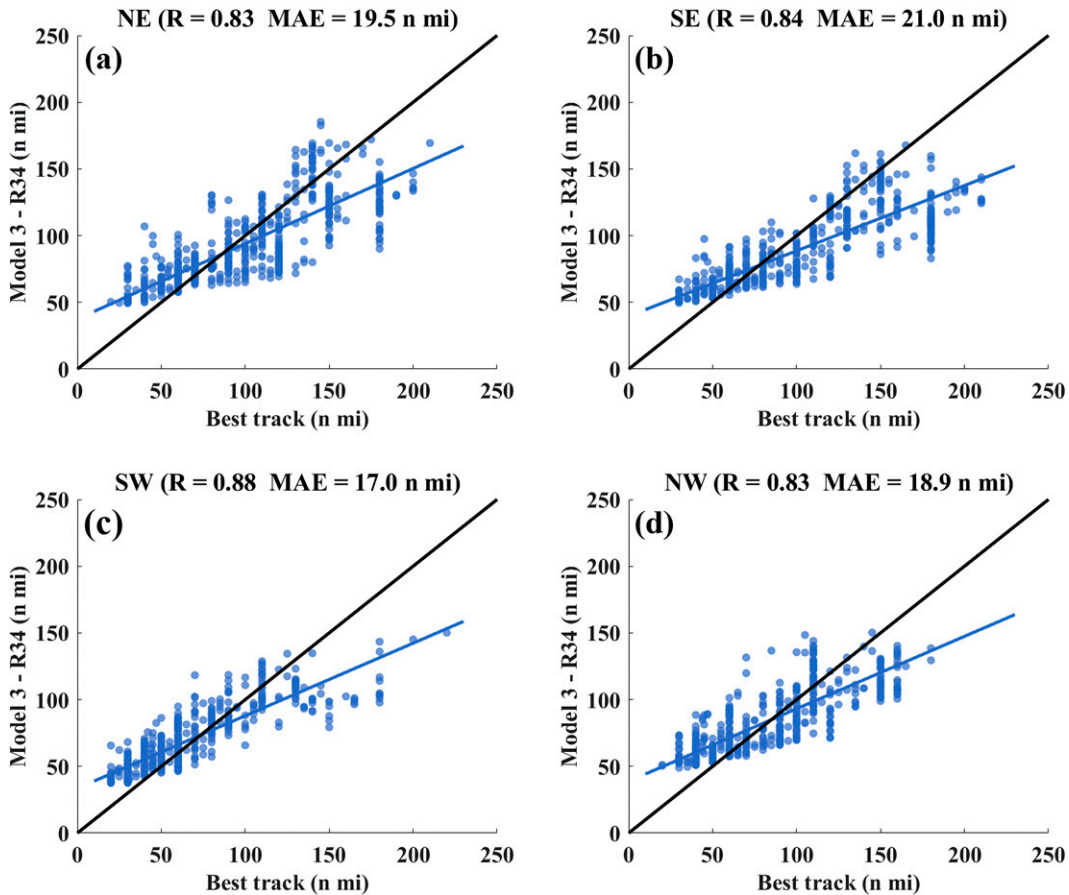 NE (R = 0.83 MAE = 19.5 n mi)
(a)
250
200
150
100
50
0
Model 3 - R34 (n mi)
0 50 100 150 200 250
Best track (n mi)
SE (R = 0.84 MAE = 21.0 n mi)
(b)
250
200
150
100
50
0
Model 3 - R34 (n mi)
0 50 100 150 200 250
Best track (n mi)
SW (R = 0.88 MAE = 17.0 n mi)
(c)
250
200
150
100
50
0
Model 3 - R34 (n mi)
0 50 100 150 200 250
Best track (n mi)
NW (R = 0.83 MAE = 18.9 n mi)
(d)
250
200
150
100
50
0
Model 3 - R34 (n mi)
0 50 100 150 200 250
Best track (n mi)